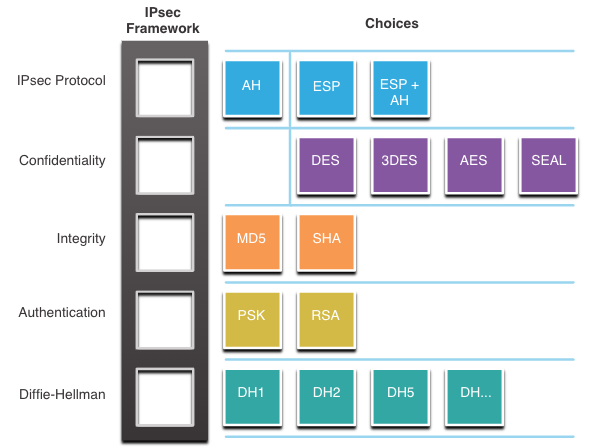 IPsec
Framework
Choices
IPsec Protocol
AH
ESP
ESP +
AH
Confidentiality
DES
3DES
AES
SEAL
Integrity
MD5
SHA
Authentication
PSK
RSA
Diffie-Hellman
DH1
DH2
DH5
DH...